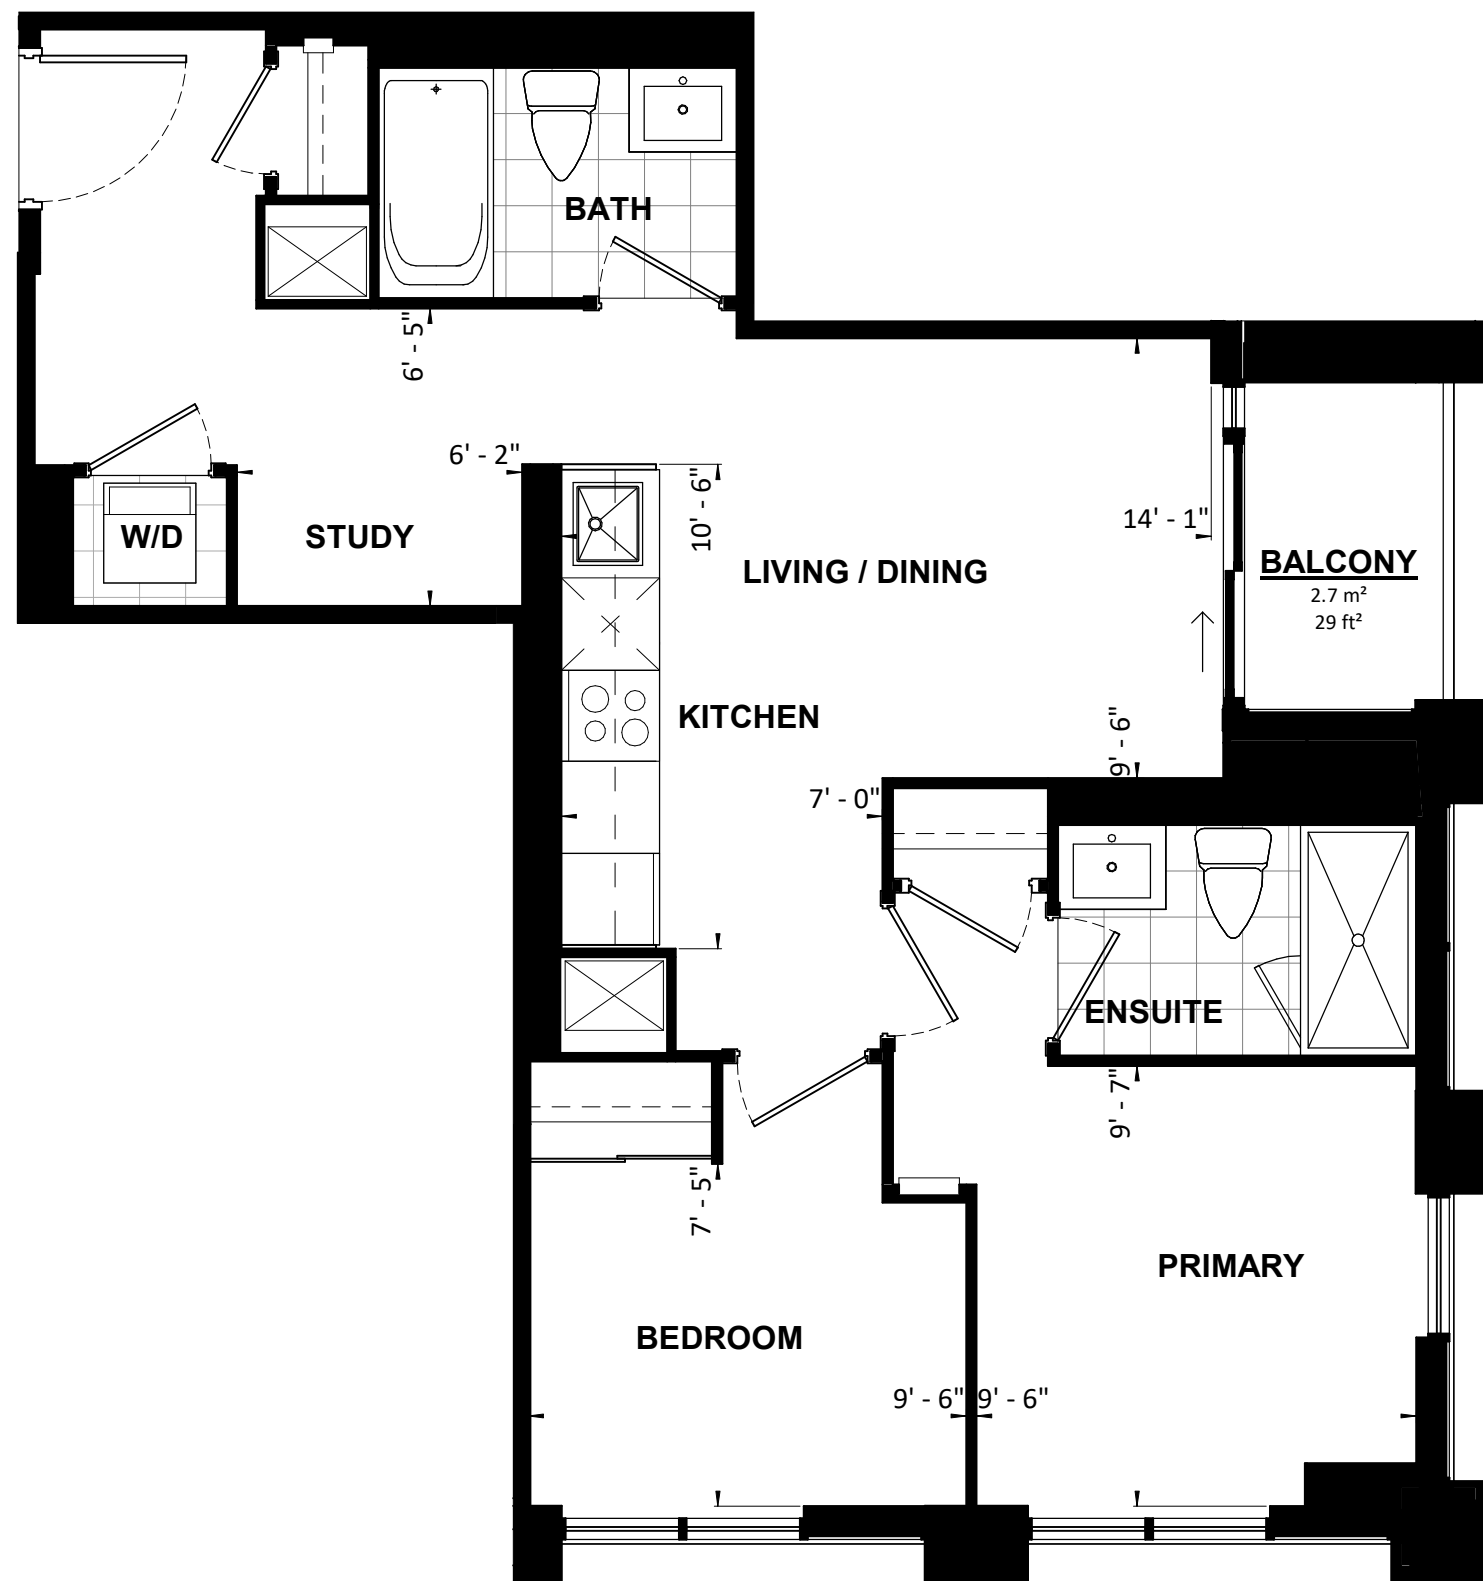 BATH
6' - 5"
6' - 2"
10' - 6"
14' - 1"
W/D
STUDY
LIVING / DINING
BALCONY
2.7 m²
29 ft²
KITCHEN
9' - 6"
7' - 0"
ENSUITE
9' - 7"
7' - 5"
PRIMARY
BEDROOM
9' - 6" 9' - 6"